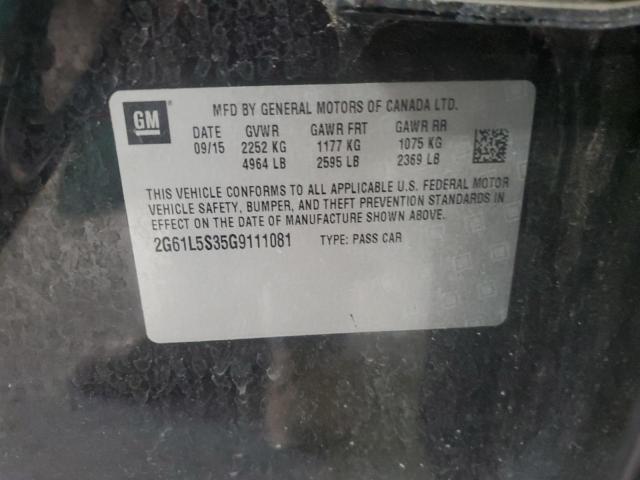 GM
MFD BY GENERAL MOTORS OF CANADA LTD.
DATE GVWR GAWR FRT GAWR RR
09/15 2252 KG 1177 KG 1075 KG
4964 LB 2595 LB 2369 LB
THIS VEHICLE CONFORMS TO ALL APPLICABLE U.S. FEDERAL MOTOR
VEHICLE SAFETY, BUMPER, AND THEFT PREVENTION STANDARDS IN
EFFECT ON THE DATE OF MANUFACTURE SHOWN ABOVE.
2G61L5S35G9111081 TYPE: PASS CAR